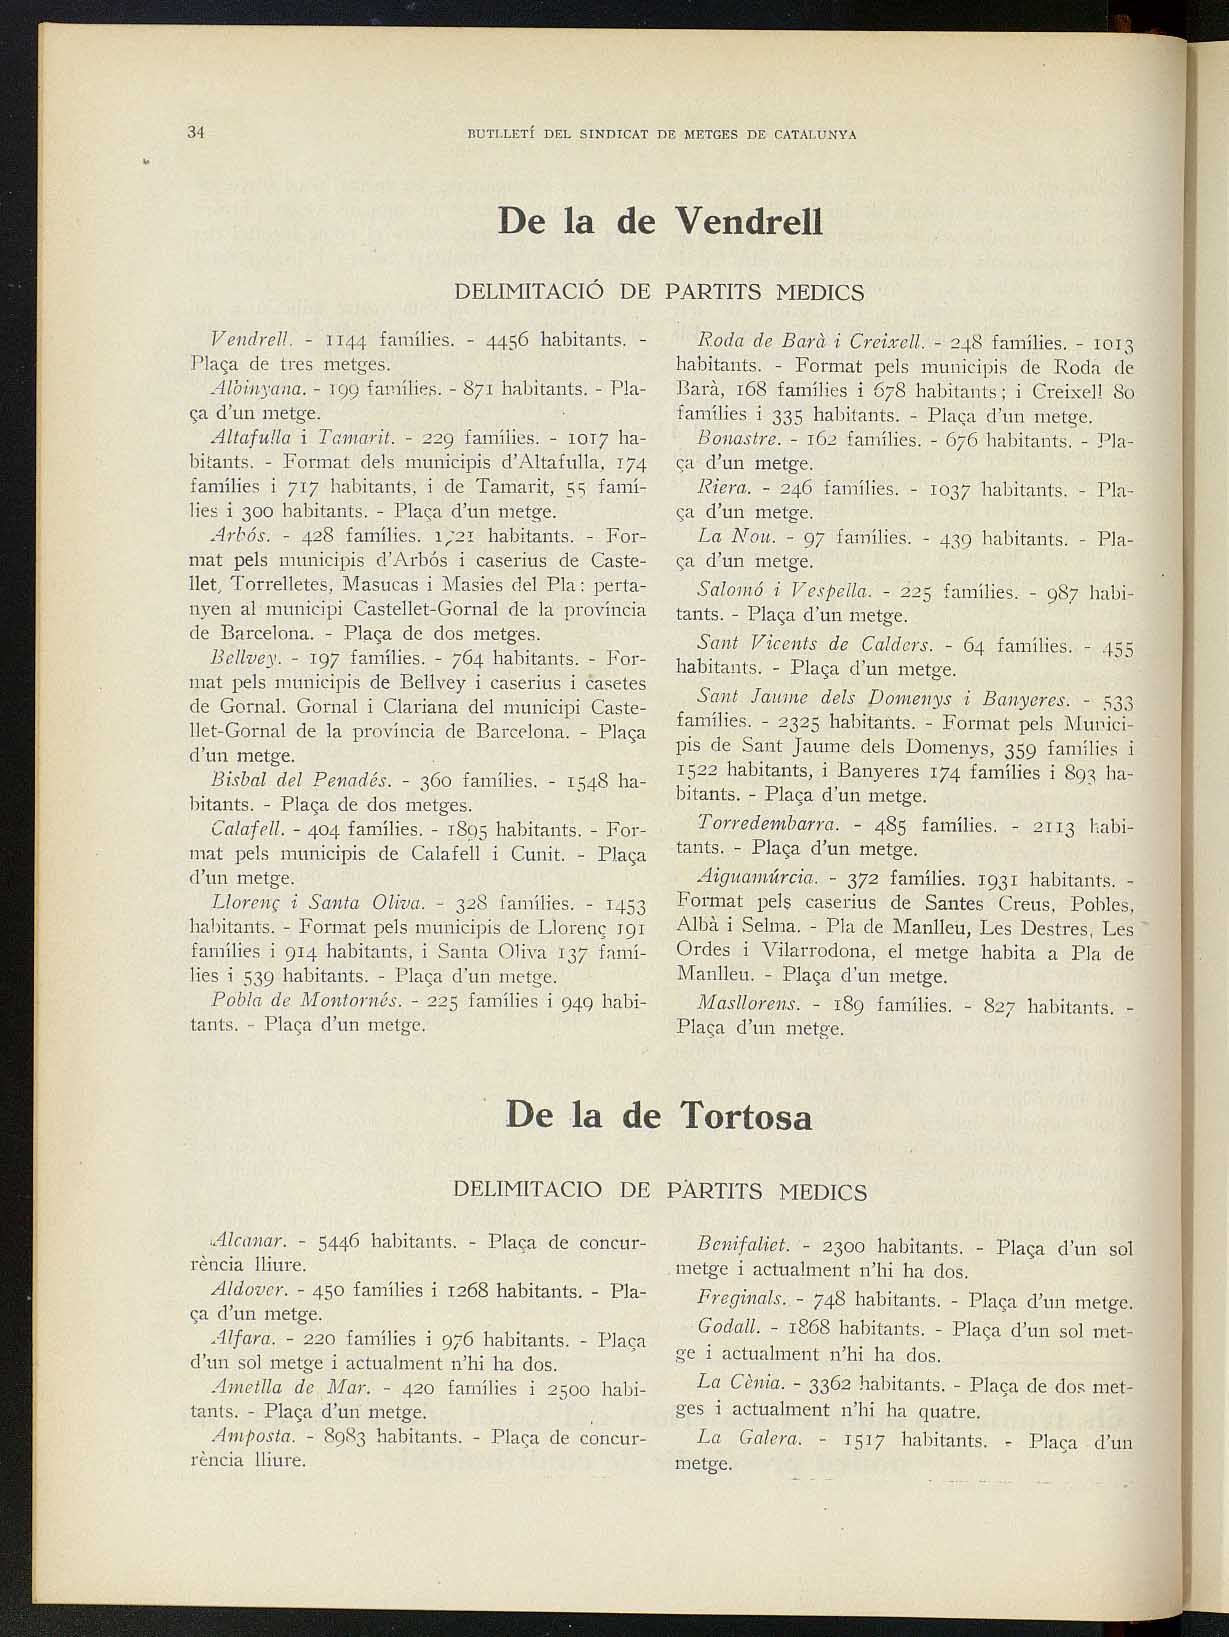 34
BUTLLETÍ DEL SINDICAT DE METGES DE CATALUNYA
De la de Vendrell
DELIMITACIÓ DE PARTITS MEDICS
Vendrell. - 1144 famílies. - 4456 habitants. -
Plaça de tres metges.
Albinyana. - 199 famílies. - 871 habitants. - Pla-
ça d'un metge.
Altafulla i Tamarit. - 229 famílies. - 1017 ha-
bitants. - Format dels municipis d'Altafulla, 174
famílies i 717 habitants, i de Tamarit, 55 famí-
lies i 300 habitants. - Plaça d'un metge.
Arbós. - 428 famílies. habitants. - For-
mat pels municipis d'Arbós i caserius de Caste-
llet, Torrelletes, Masucas i Masies del Pla: perta-
nyen al municipi Castellet-Gornal de la província
de Barcelona. - Plaça de dos metges.
Bellvey. - 197 famílies. - 764 habitants. - For-
mat pels municipis de Bellvey i caserius i casetes
de Gornal. Gornal i Clariana del municipi Caste-
llet-Gornal de la província de Barcelona. - Plaça
d'un metge.
Bisbal del Penadés. - 360 famílies. - 1548 ha-
bitants. - Plaça de dos metges.
Calafell. - 404 famílies. - 1895 habitants. - For-
mat pels municipis de Calafell i Cunit. - Plaça
d'un metge.
Llorenç i Santa Oliva. - 328 famílies. - 1453
habitants. - Format pels municipis de Llorenç 191
famílies i 914 habitants, i Santa Oliva 137 famí-
lies i 539 habitants. - Plaça d'un metge.
Pobla de Montornés. - 225 famílies i 949 habi-
tants. - Plaça d'un metge.
Roda de Barà i Creixell. - 248 famílies. - 1013
habitants. - Format pels municipis de Roda de
Barà, 168 famílies i 678 habitants; i Creixell 80
famílies i 335 habitants. - Plaça d'un metge.
Bonastre. - 162 famílies. - 676 habitants. - Pla-
ça d'un metge.
Riera. - 246 famílies. - 1037 habitants. - Pla-
ça d'un metge.
La Nou. - 97 famílies. - 439 habitants. - Pla-
ça d'un metge.
Salomó i Vespella. - 225 famílies. - 987 habi-
tants. - Plaça d'un metge.
Sant Vicents de Calders. - 64 famílies. - 455
habitants. - Plaça d'un metge.
Sant Jaume dels Domenys i Banyeres. - 533
famílies. - 2325 habitants. - Format pels Munici-
pis de Sant Jaume dels Domenys, 359 famílies i
1522 habitants, i Banyeres 174 famílies i 893 ha-
bitants. - Plaça d'un metge.
Torredembarra. - 485 famílies. - 2113 habi-
tants. - Plaça d'un metge.
Aiguamúrcia. - 372 famílies. 1931 habitants. -
Format pels caserius de Santes Creus, Pobles,
Albà i Selma. - Pla de Manlleu, Les Destres, Les
Ordes i Vilarrodona, el metge habita a Pla de
Manlleu. - Plaça d'un metge.
Masllorens. - 189 famílies. - 827 habitants. -
Plaça d'un metge.
De la de Tortosa
DELIMITACIO DE PARTITS MEDICS
Alcanar. - 5446 habitants. - Plaça de concur-
rència lliure.
Aldover. - 450 famílies i 1268 habitants. - Pla-
ça d'un metge.
Alfara. - 220 famílies i 976 habitants. - Plaça
d'un sol metge i actualment n'hi ha dos.
Ametlla de Mar. - 420 famílies i 2500 habi-
tants. - Plaça d'un metge.
Amposta. - 8983 habitants. - Plaça de concur-
rència lliure.
Benifaliet. - 2300 habitants. - Plaça d'un sol
metge i actualment n'hi ha dos.
Freginals. - 748 habitants. - Plaça d'un metge.
Godall. - 1868 habitants. - Plaça d'un sol met-
ge i actualment n'hi ha dos.
La Cènia. - 3362 habitants. - Plaça de dos met-
ges i actualment n'hi ha quatre.
La Galera. - 1517 habitants. - Plaça d'un
metge.